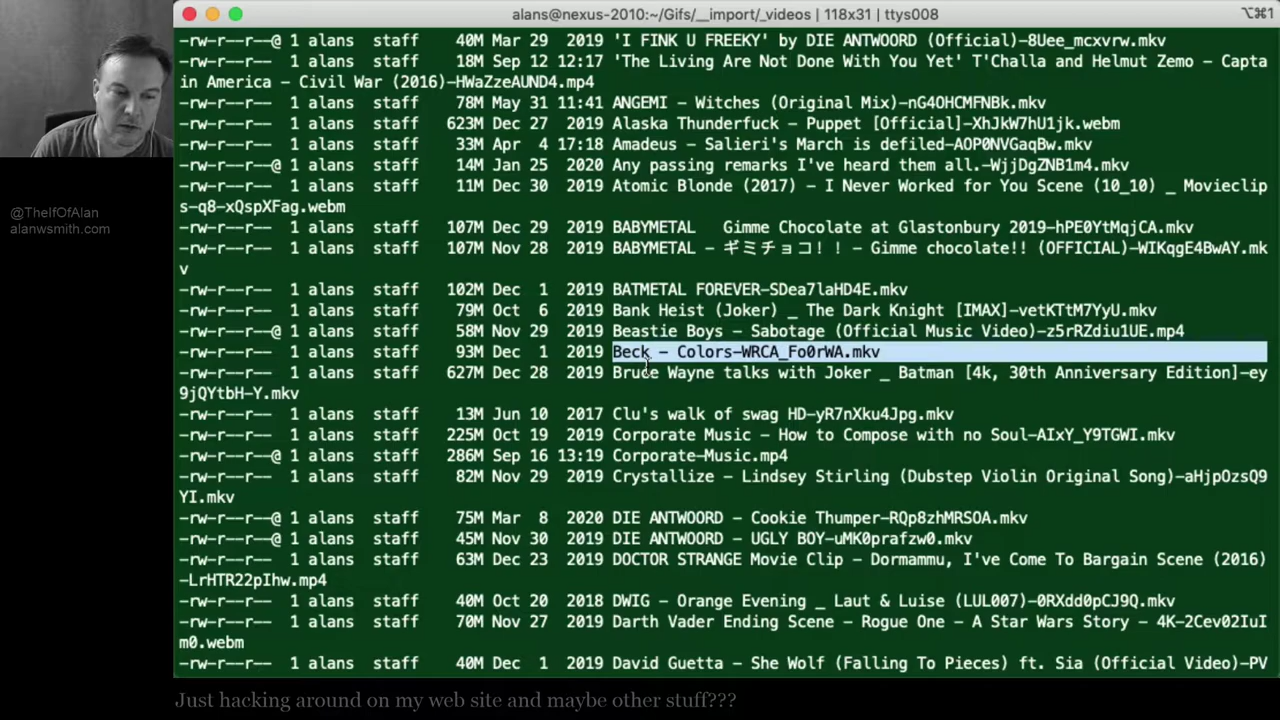 alans@nexus-2010:~/Gifs/__import/_videos | 118x31 | ttys008
⌥⌘1
-rw-r--r--@ 1 alans  staff    40M Mar 29  2019 'I FINK U FREEKY' by DIE ANTWOORD (Official)-8Uee_mcxvrw.mkv
-rw-r--r--  1 alans  staff    18M Sep 12 12:17 'The Living Are Not Done With You Yet' T'Challa and Helmut Zemo - Capta
in America - Civil War (2016)-HWaZzeAUND4.mp4
-rw-r--r--  1 alans  staff    78M May 31 11:41 ANGEMI - Witches (Original Mix)-nG4OHCMFNBk.mkv
-rw-r--r--  1 alans  staff   623M Dec 27  2019 Alaska Thunderfuck - Puppet [Official]-XhJkW7hU1jk.webm
-rw-r--r--  1 alans  staff    33M Apr  4 17:18 Amadeus - Salieri's March is defiled-AOP0NVGaqBw.mkv
-rw-r--r--@ 1 alans  staff    14M Jan 25  2020 Any passing remarks I've heard them all.-WjjDgZNB1m4.mkv
-rw-r--r--  1 alans  staff    11M Dec 30  2019 Atomic Blonde (2017) - I Never Worked for You Scene (10_10) _ Movieclip
s-q8-xQspXFag.webm
@TheIfOfAlan
alanwsmith.com
-rw-r--r--  1 alans  staff   107M Dec 29  2019 BABYMETAL   Gimme Chocolate at Glastonbury 2019-hPE0YtMqjCA.mkv
-rw-r--r--  1 alans  staff   107M Nov 28  2019 BABYMETAL - ギミチョコ！！ - Gimme chocolate!! (OFFICIAL)-WIKqgE4BwAY.mk
v
-rw-r--r--  1 alans  staff   102M Dec  1  2019 BATMETAL FOREVER-SDea7laHD4E.mkv
-rw-r--r--  1 alans  staff    79M Oct  6  2019 Bank Heist (Joker) _ The Dark Knight [IMAX]-vetKTtM7YyU.mkv
-rw-r--r--@ 1 alans  staff    58M Nov 29  2019 Beastie Boys - Sabotage (Official Music Video)-z5rRZdiu1UE.mp4
-rw-r--r--  1 alans  staff    93M Dec  1  2019 Beck - Colors-WRCA_Fo0rWA.mkv
-rw-r--r--  1 alans  staff   627M Dec 28  2019 Bruce Wayne talks with Joker _ Batman [4k, 30th Anniversary Edition]-ey
9jQYtbH-Y.mkv
-rw-r--r--  1 alans  staff    13M Jun 10  2017 Clu's walk of swag HD-yR7nXku4Jpg.mkv
-rw-r--r--  1 alans  staff   225M Oct 19  2019 Corporate Music - How to Compose with no Soul-AIxY_Y9TGWI.mkv
-rw-r--r--@ 1 alans  staff   286M Sep 16 13:19 Corporate-Music.mp4
-rw-r--r--  1 alans  staff    82M Nov 29  2019 Crystallize - Lindsey Stirling (Dubstep Violin Original Song)-aHjpOzsQ9
YI.mkv
-rw-r--r--@ 1 alans  staff    75M Mar  8  2020 DIE ANTWOORD - Cookie Thumper-RQp8zhMRSOA.mkv
-rw-r--r--@ 1 alans  staff    45M Nov 30  2019 DIE ANTWOORD - UGLY BOY-uMK0prafzw0.mkv
-rw-r--r--  1 alans  staff    63M Dec 23  2019 DOCTOR STRANGE Movie Clip - Dormammu, I've Come To Bargain Scene (2016)
-LrHTR22pIhw.mp4
-rw-r--r--  1 alans  staff    40M Oct 20  2018 DWIG - Orange Evening _ Laut & Luise (LUL007)-0RXdd0pCJ9Q.mkv
-rw-r--r--  1 alans  staff    70M Nov 27  2019 Darth Vader Ending Scene - Rogue One - A Star Wars Story - 4K-2Cev02IuI
m0.webm
-rw-r--r--  1 alans  staff    40M Dec  1  2019 David Guetta - She Wolf (Falling To Pieces) ft. Sia (Official Video)-PV
Just hacking around on my web site and maybe other stuff???